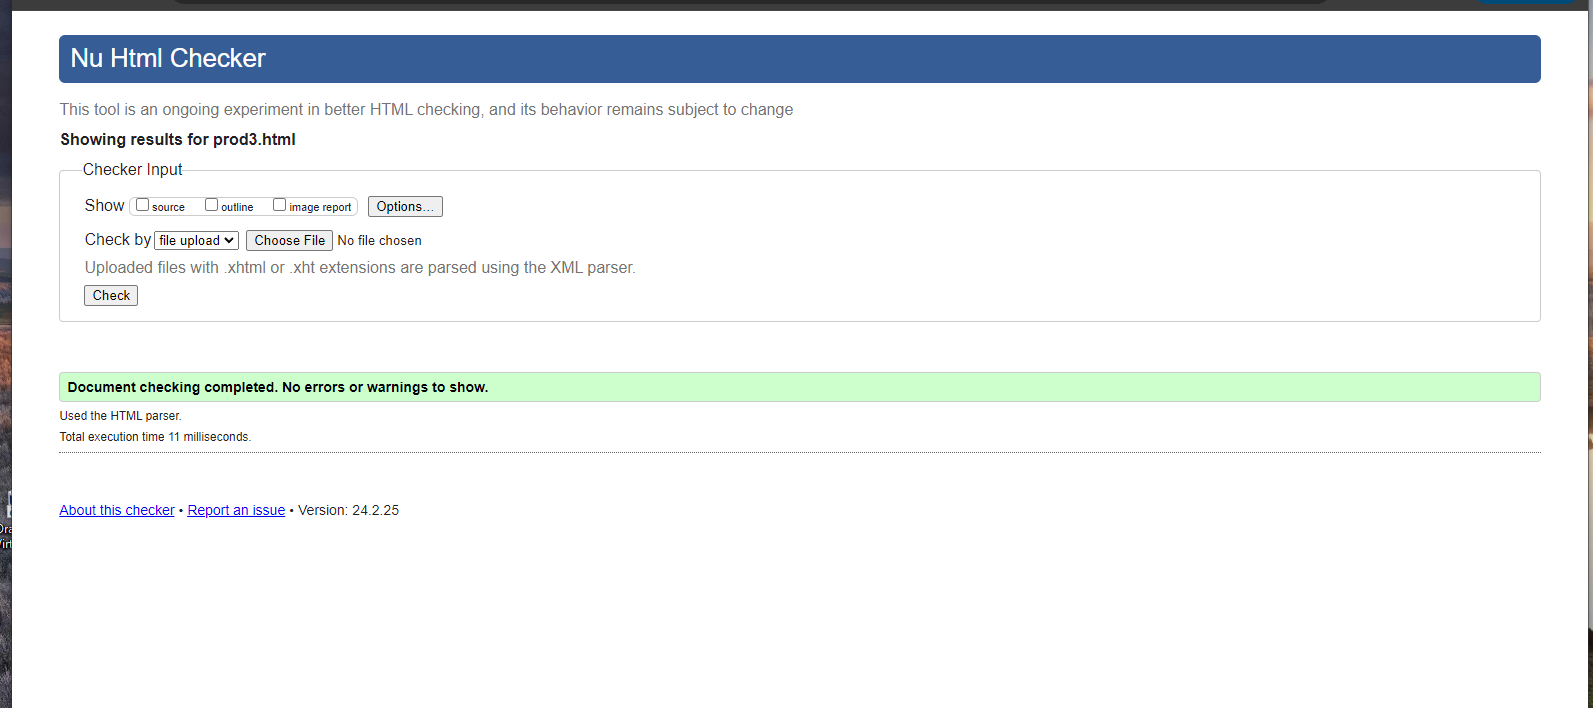 Nu Html Checker
This tool is an ongoing experiment in better HTML checking, and its behavior remains subject to change
Showing results for prod3.html
Checker Input
Show source outline image report Options...
Check by file upload Choose File No file chosen
Uploaded files with .xhtml or .xht extensions are parsed using the XML parser.
Check
Document checking completed. No errors or warnings to show.
Used the HTML parser.
Total execution time 11 milliseconds.
About this checker • Report an issue • Version: 24.2.25